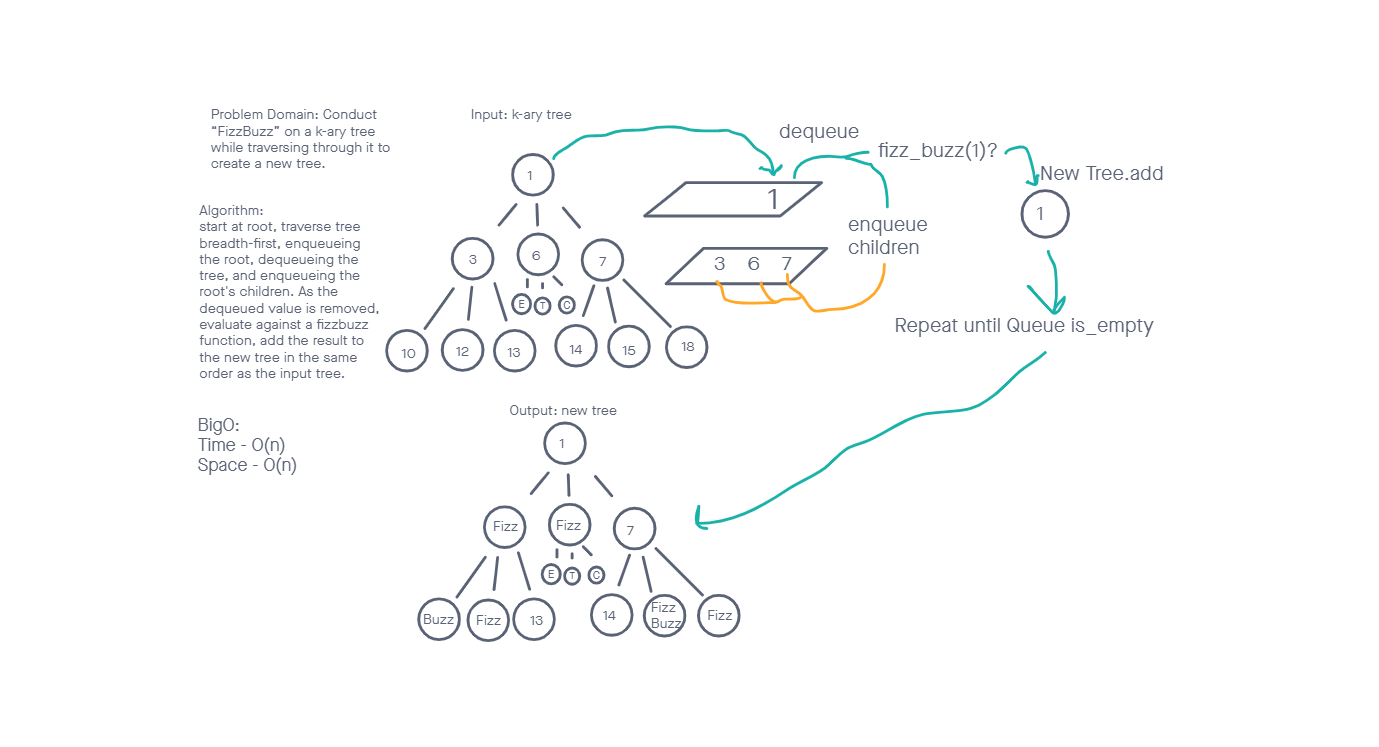 Problem Domain: Conduct
“FizzBuzz” on a k-ary tree
while traversing through it to
create a new tree.
Algorithm:
start at root, traverse tree
breadth-first, enqueueing
the root, dequeueing the
tree, and enqueueing the
root's children. As the
dequeued value is removed,
evaluate against a fizzbuzz
function, add the result to
the new tree in the same
order as the input tree.
BigO:
Time - O(n)
Space - O(n)
Input: k-ary tree
1
3 6 7
E T C
10 12 13 14 15 18
dequeue
fizz_buzz(1)?
New Tree.add
1
1
enqueue
children
3 6 7
Repeat until Queue is_empty
Output: new tree
1
Fizz Fizz 7
E T C
Buzz Fizz 13 14 Fizz
Buzz Fizz